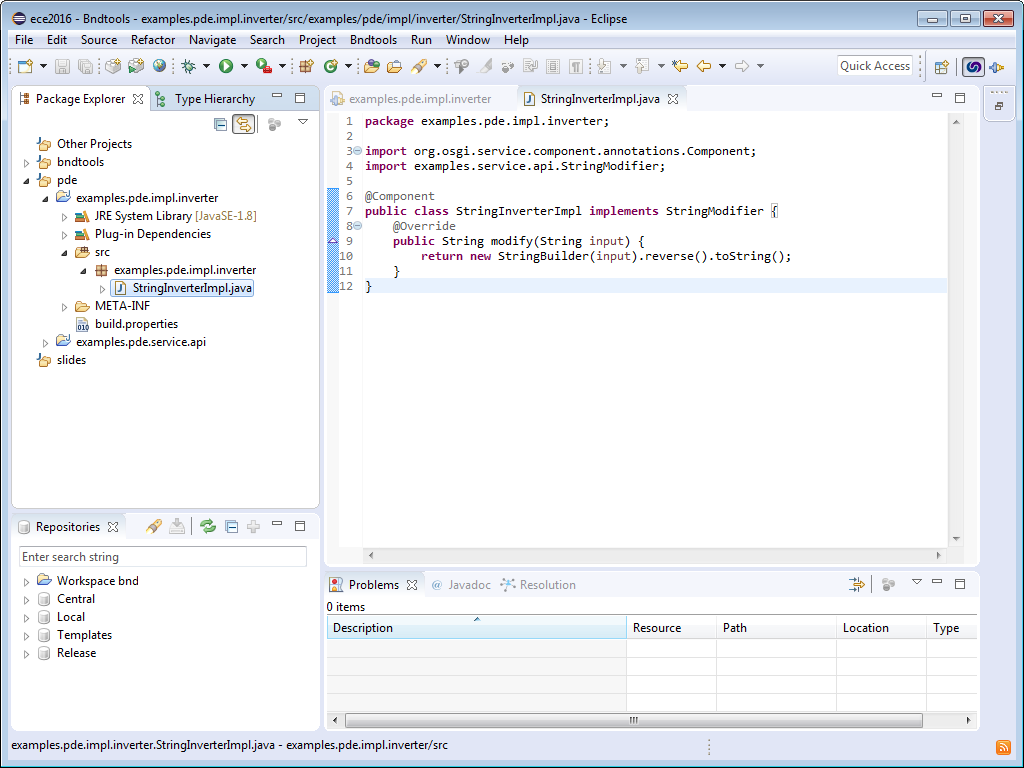 ece2016 - Bndtools - examples.pde.impl.inverter/src/examples/pde/impl/inverter/StringInverterImpl.java - Eclipse
File Edit Source Refactor Navigate Search Project Bndtools Run Window Help
Quick Access
Package Explorer Type Hierarchy
Other Projects
bndtools
pde
examples.pde.impl.inverter
JRE System Library [JavaSE-1.8]
Plug-in Dependencies
src
examples.pde.impl.inverter
StringInverterImpl.java
META-INF
build.properties
examples.pde.service.api
slides
examples.pde.impl.inverter StringInverterImpl.java
1 package examples.pde.impl.inverter;
2
3 import org.osgi.service.component.annotations.Component;
4 import examples.service.api.StringModifier;
5
6 @Component
7 public class StringInverterImpl implements StringModifier {
8 @Override
9 public String modify(String input) {
10 return new StringBuilder(input).reverse().toString();
11 }
12 }
Repositories
Enter search string
Workspace bnd
Central
Local
Templates
Release
Problems @ Javadoc Resolution
0 items
Description Resource Path Location Type
examples.pde.impl.inverter.StringInverterImpl.java - examples.pde.impl.inverter/src